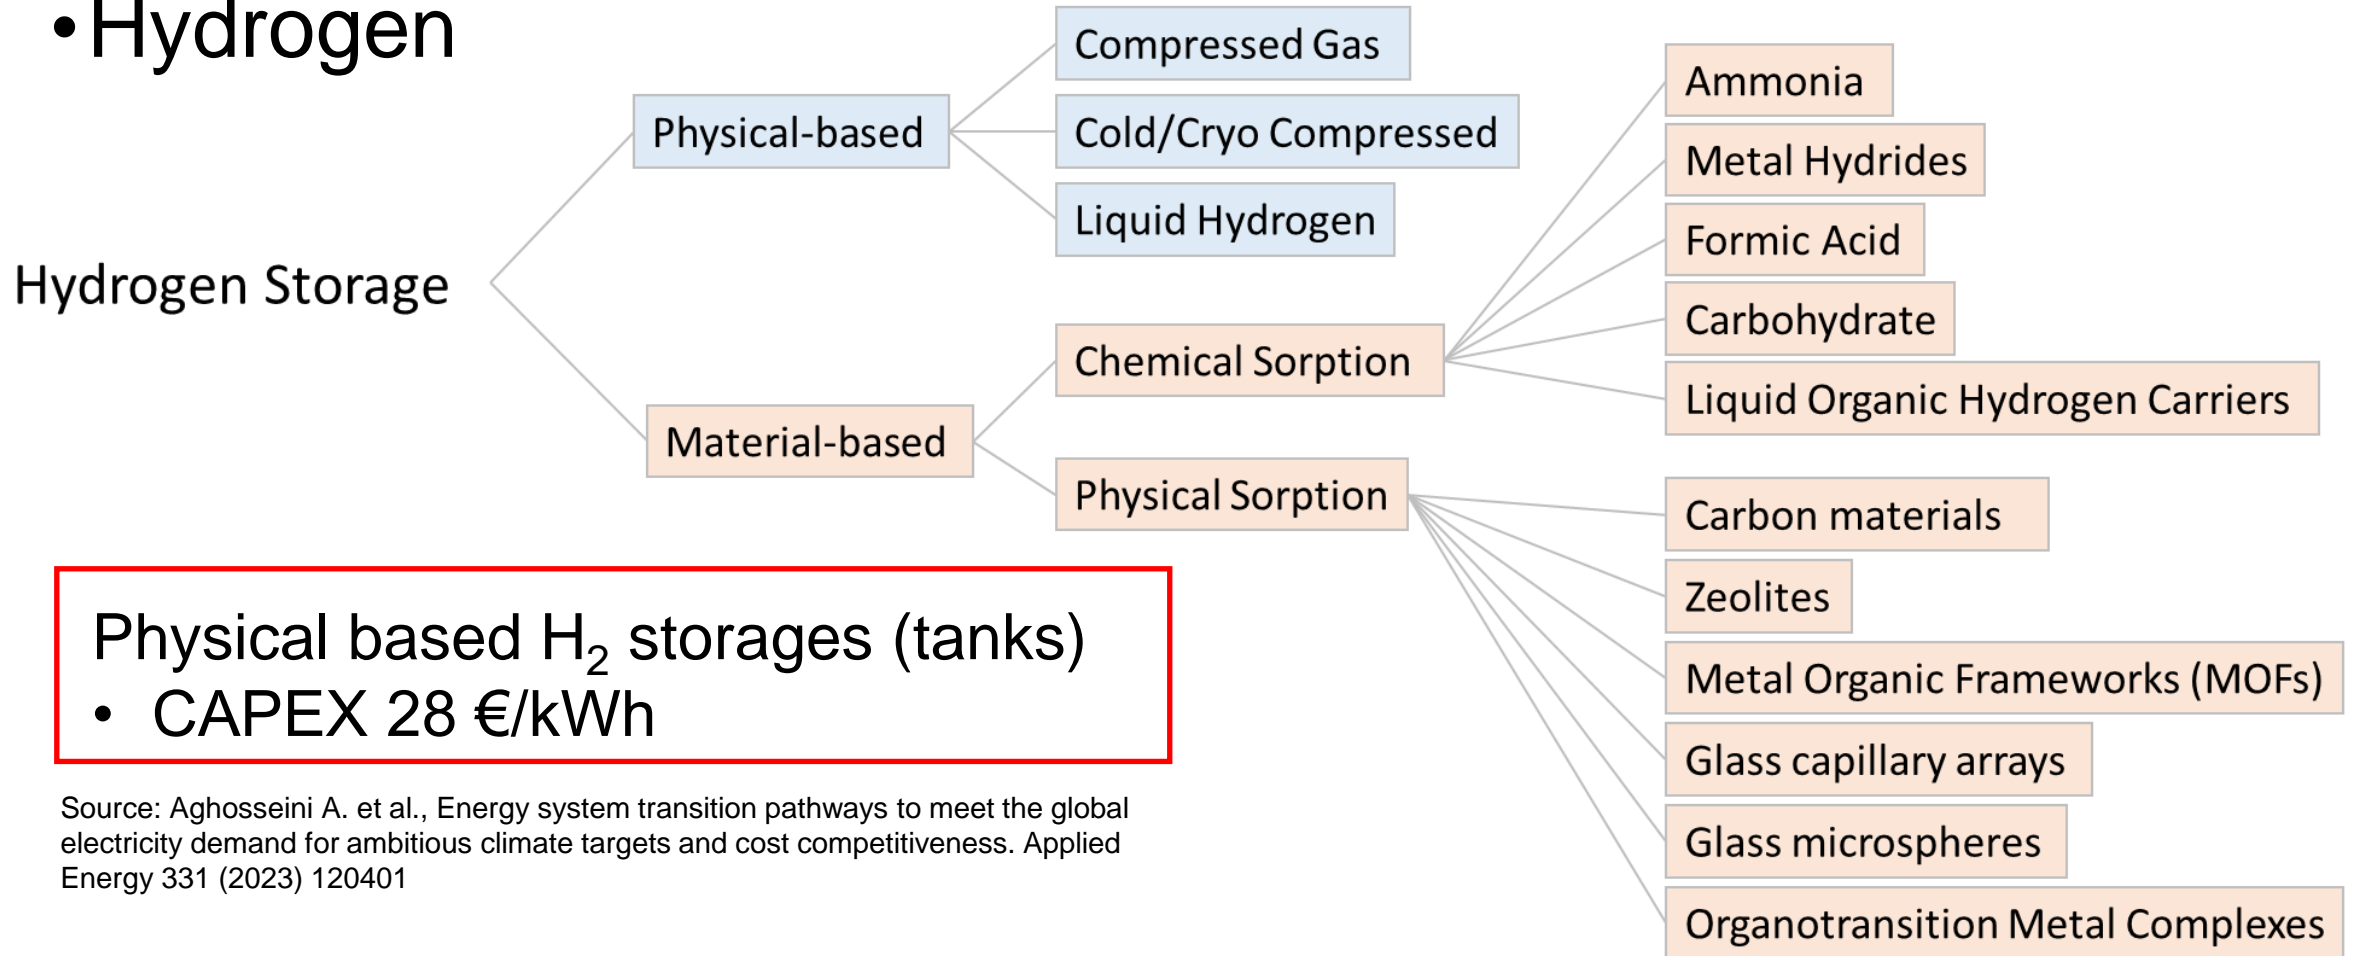 •Hydrogen
Compressed Gas
Physical-based
Cold/Cryo Compressed
Liquid Hydrogen
Hydrogen Storage
Material-based
Chemical Sorption
Physical Sorption
Ammonia
Metal Hydrides
Formic Acid
Carbohydrate
Liquid Organic Hydrogen Carriers
Carbon materials
Zeolites
Metal Organic Frameworks (MOFs)
Glass capillary arrays
Glass microspheres
Organotransition Metal Complexes
Physical based H₂ storages (tanks)
• CAPEX 28 €/kWh
Source: Aghosseini A. et al., Energy system transition pathways to meet the global
electricity demand for ambitious climate targets and cost competitiveness. Applied
Energy 331 (2023) 120401